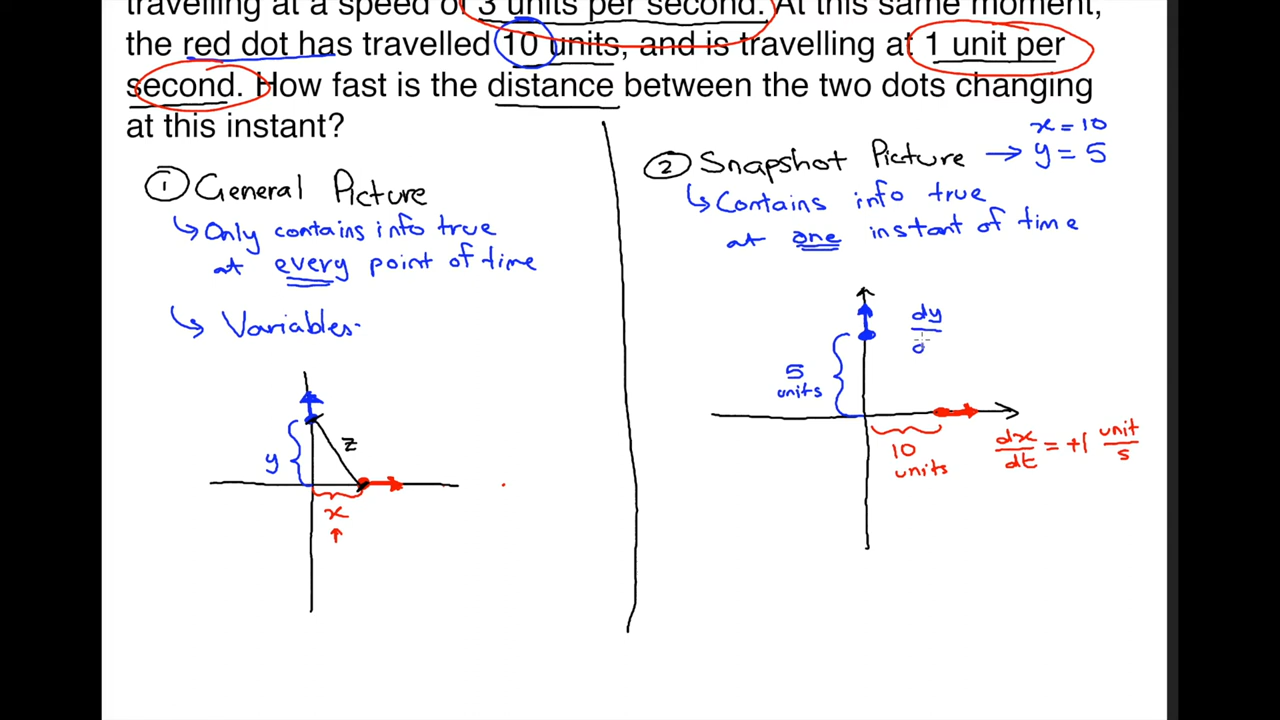 travelling at a speed of 3 units per second. At this same moment,
the red dot has travelled 10 units, and is travelling at 1 unit per
second. How fast is the distance between the two dots changing
at this instant?
x = 10
② Snapshot Picture → y = 5
↳ Contains info true
at one instant of time
① General Picture
↳ Only contains info true
at every point of time
↳ Variables.
y
z
x
↑
dy
d
5
units
10
units
dx/dt = +1 unit/s